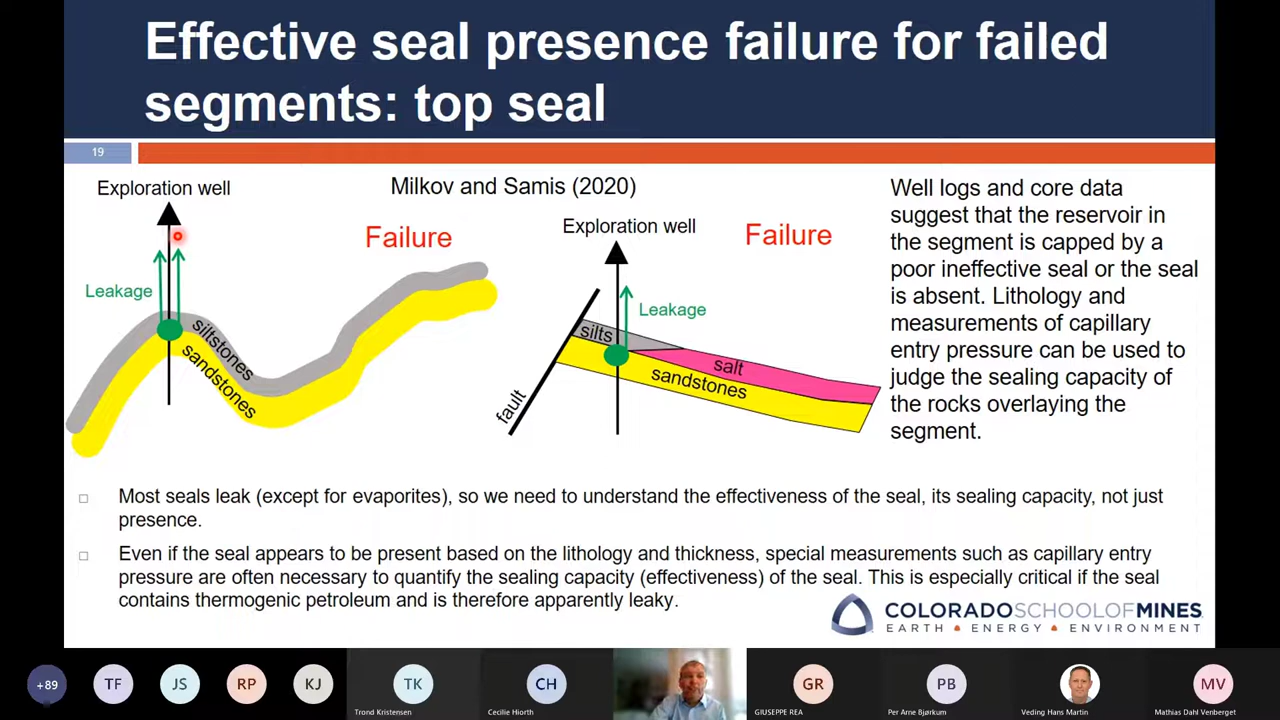 Effective seal presence failure for failed
segments: top seal
19
Exploration well
Milkov and Samis (2020)
Failure
Leakage
siltstones
sandstones
Exploration well
Failure
Leakage
silts
salt
sandstones
fault
Well logs and core data
suggest that the reservoir in
the segment is capped by a
poor ineffective seal or the seal
is absent. Lithology and
measurements of capillary
entry pressure can be used to
judge the sealing capacity of
the rocks overlaying the
segment.
Most seals leak (except for evaporites), so we need to understand the effectiveness of the seal, its sealing capacity, not just
presence.
Even if the seal appears to be present based on the lithology and thickness, special measurements such as capillary entry
pressure are often necessary to quantify the sealing capacity (effectiveness) of the seal. This is especially critical if the seal
contains thermogenic petroleum and is therefore apparently leaky.
COLORADOSCHOOLOFMINES
EARTH • ENERGY • ENVIRONMENT
+89
TF
JS
RP
KJ
TK
Trond Kristensen
CH
Cecilie Hiorth
GR
GIUSEPPE REA
PB
Per Arne Bjørkum
Veding Hans Martin
MV
Mathias Dahl Venberget